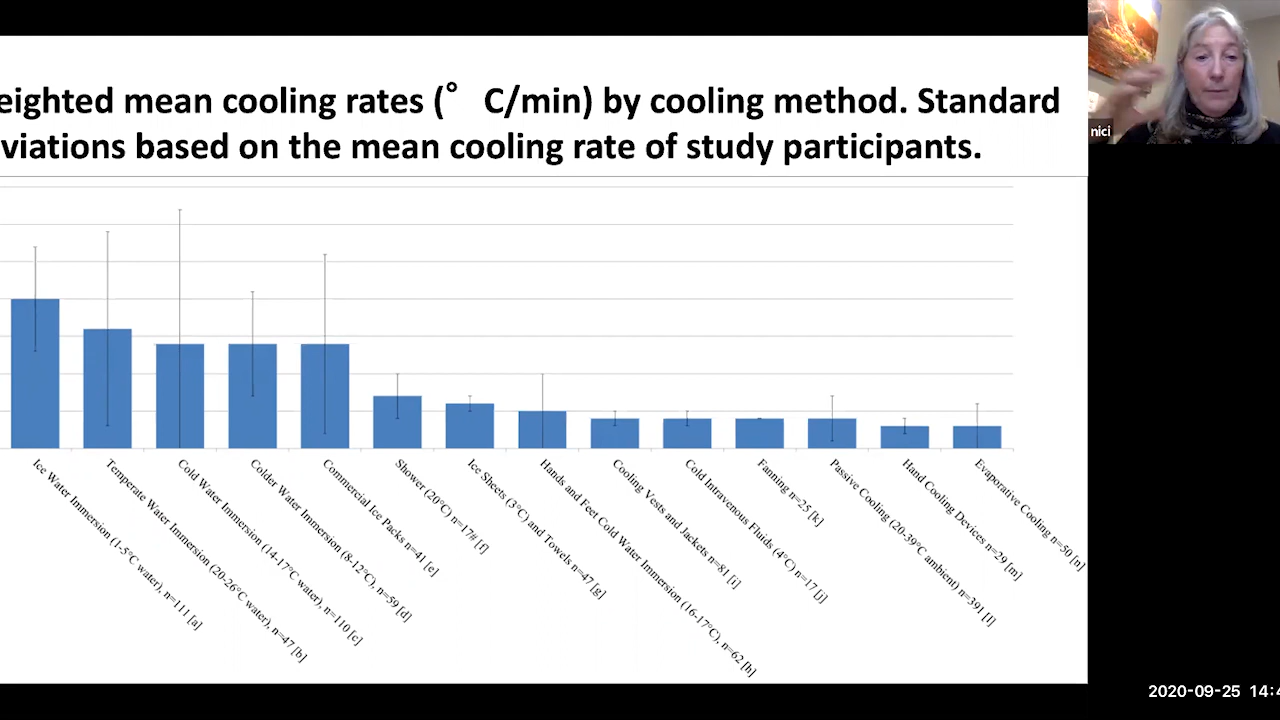 eighted mean cooling rates (° C/min) by cooling method. Standard
viations based on the mean cooling rate of study participants.
nici
Ice Water Immersion (1-5°C water), n=111 [a]
Temperate Water Immersion (20-26°C water), n=47 [b]
Cold Water Immersion (14-17°C water), n=110 [c]
Colder Water Immersion (8-12°C), n=59 [d]
Commercial Ice Packs n=41 [e]
Shower (20°C) n=17# [f]
Ice Sheets (3°C) and Towels n=47 [g]
Hands and Feet Cold Water Immersion (16-17°C), n=62 [h]
Cooling Vests and Jackets n=81 [i]
Cold Intravenous Fluids (4°C) n=17 [j]
Fanning n=25 [k]
Passive Cooling (20-39°C ambient) n=391 [l]
Hand Cooling Devices n=29 [m]
Evaporative Cooling n=50 [n]
2020-09-25 14:4